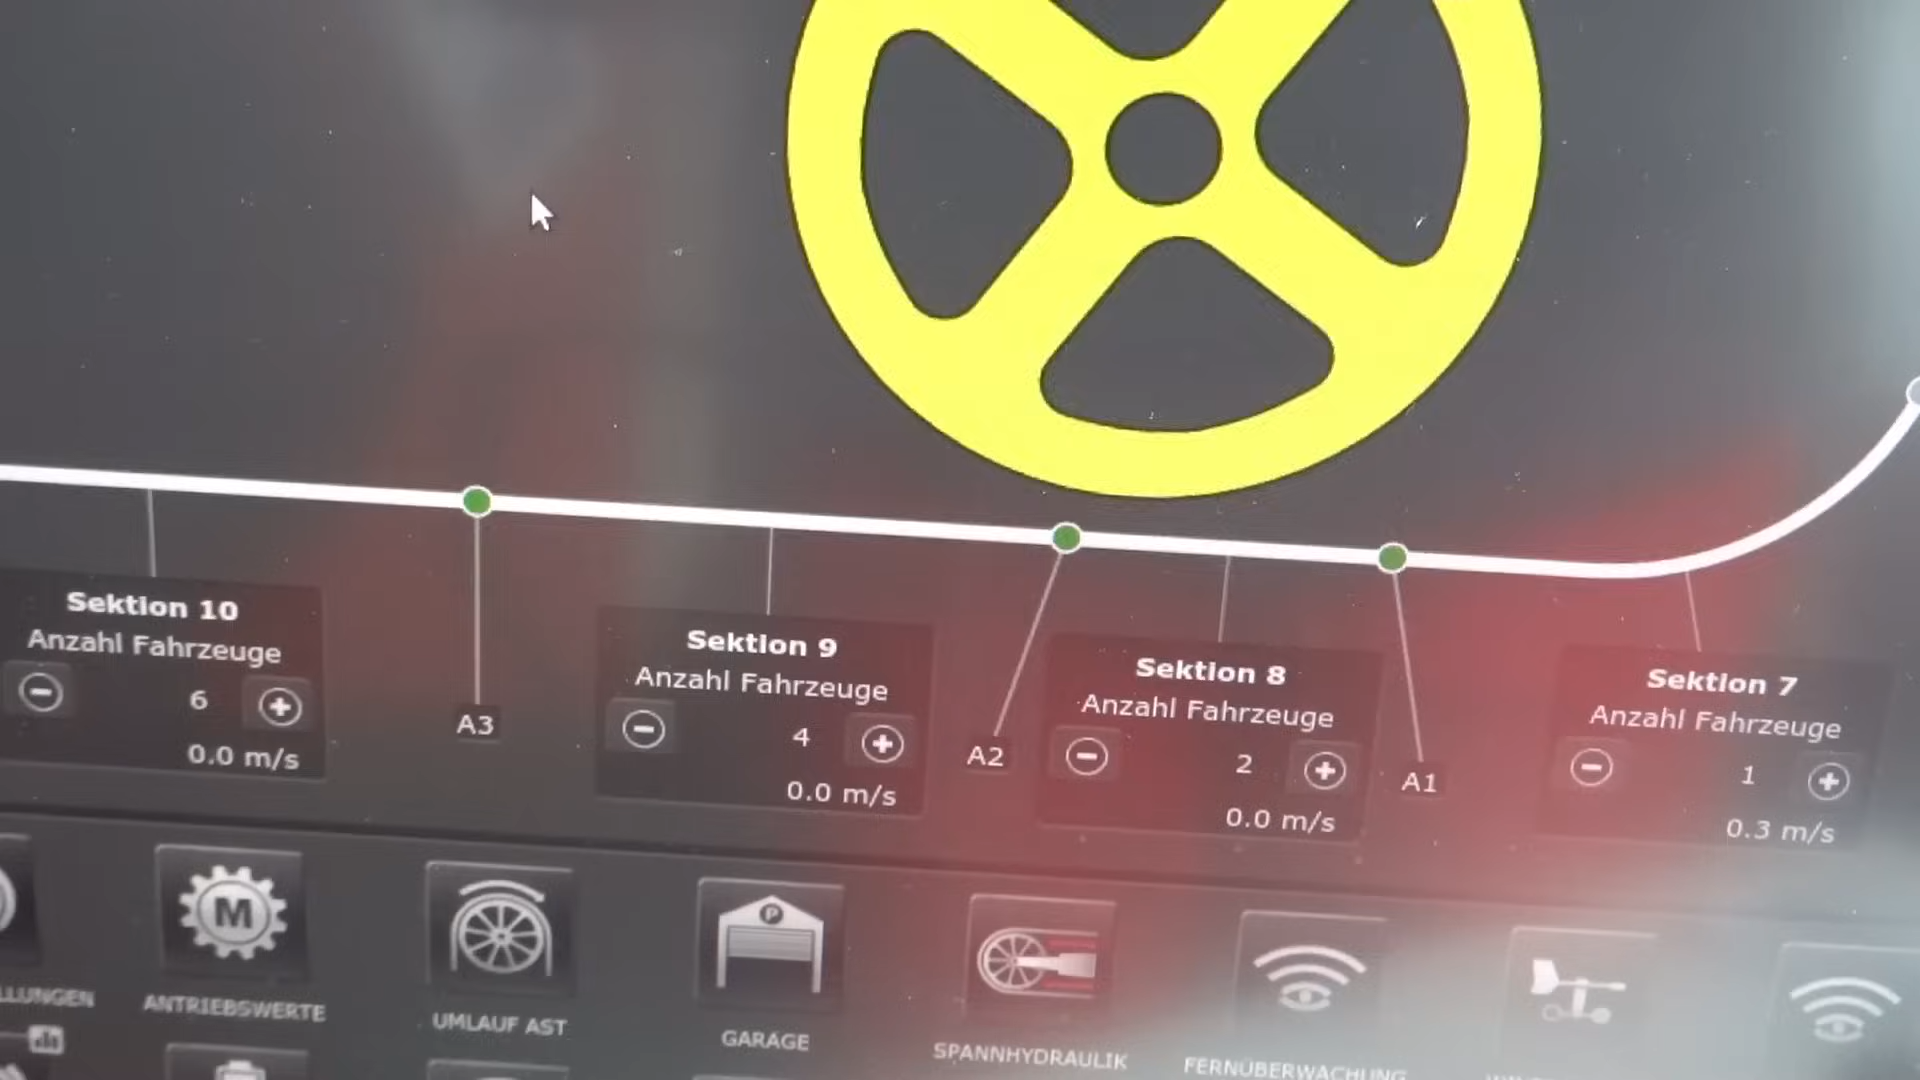 Sektion 10
Anzahl Fahrzeuge
6
0.0 m/s
A3
Sektion 9
Anzahl Fahrzeuge
4
0.0 m/s
A2
Sektion 8
Anzahl Fahrzeuge
2
0.0 m/s
A1
Sektion 7
Anzahl Fahrzeuge
1
0.3 m/s
M
P
LLUNGEN
ANTRIEBSWERTE
UMLAUF AST
GARAGE
SPANNHYDRAULIK
FERNÜBERWACHUNG